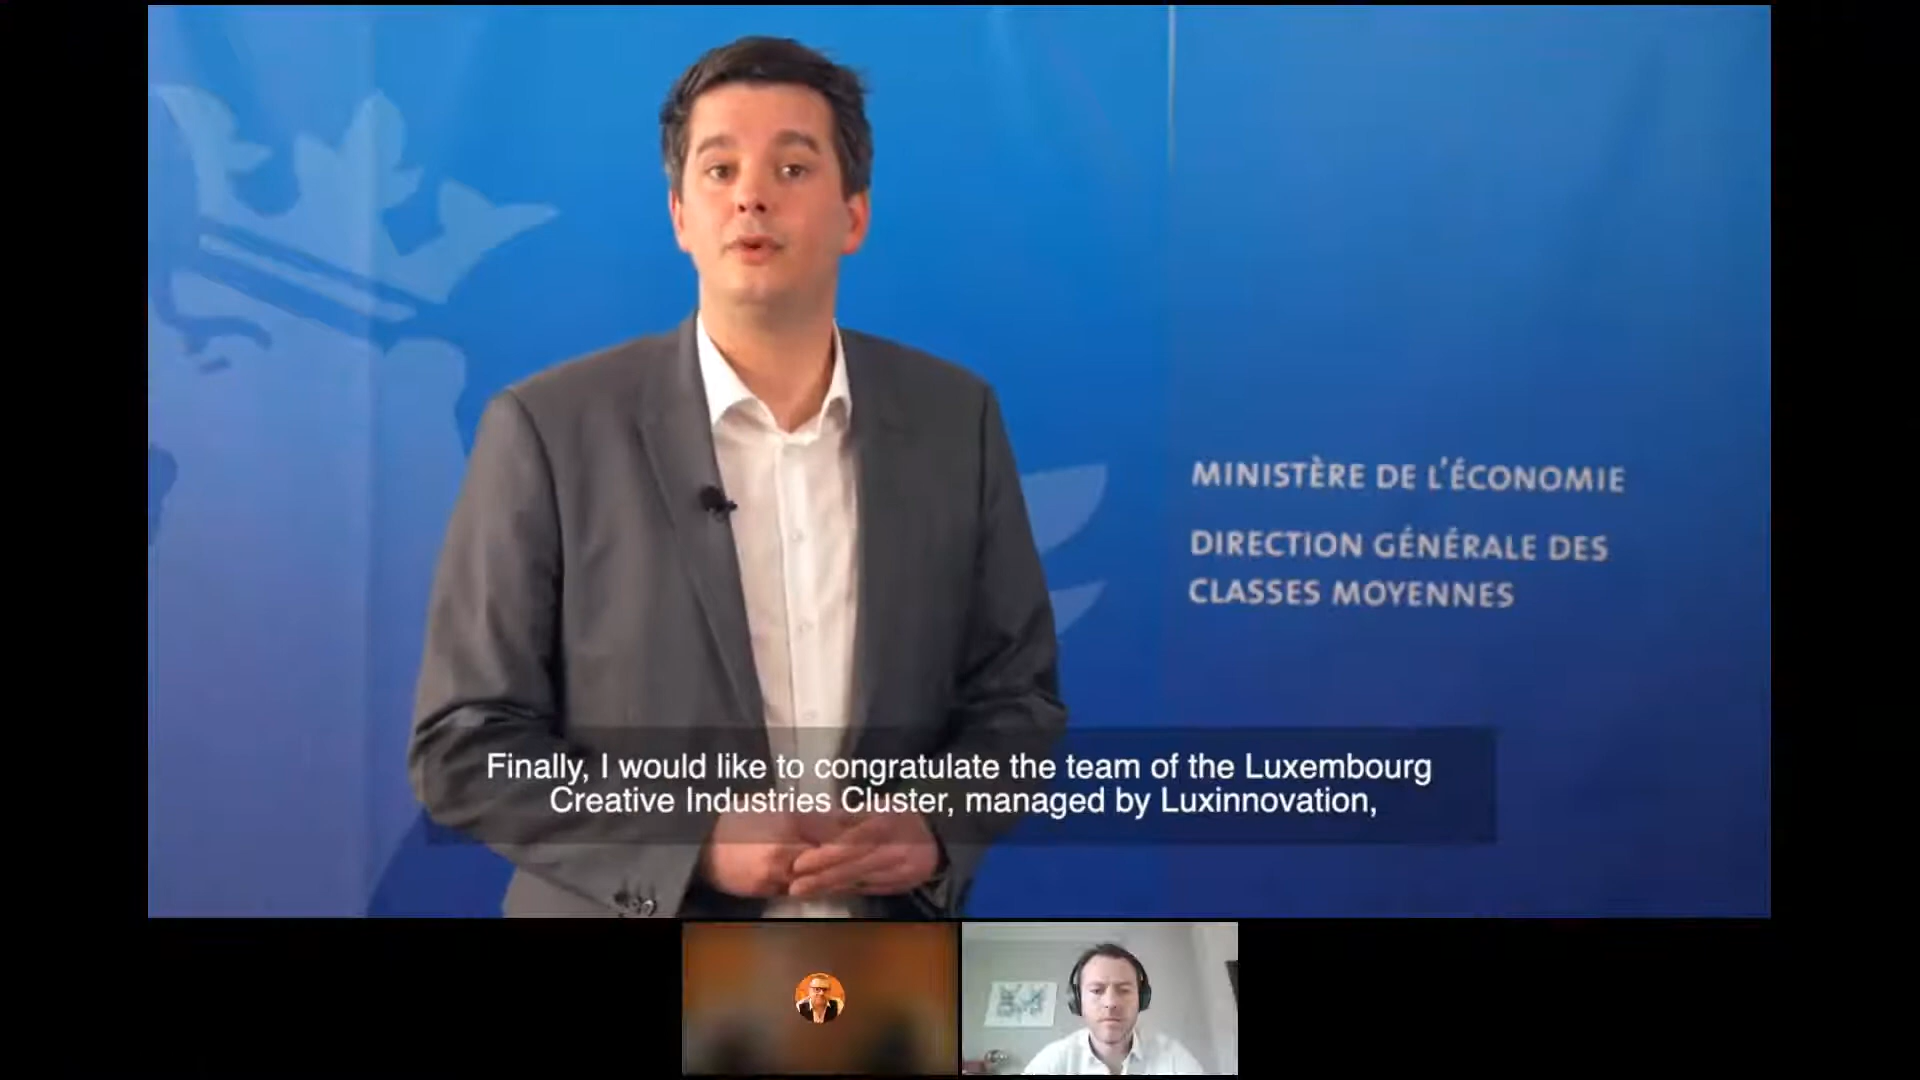 MINISTÈRE DE L'ÉCONOMIE
DIRECTION GÉNÉRALE DES
CLASSES MOYENNES
Finally, I would like to congratulate the team of the Luxembourg
Creative Industries Cluster, managed by Luxinnovation,